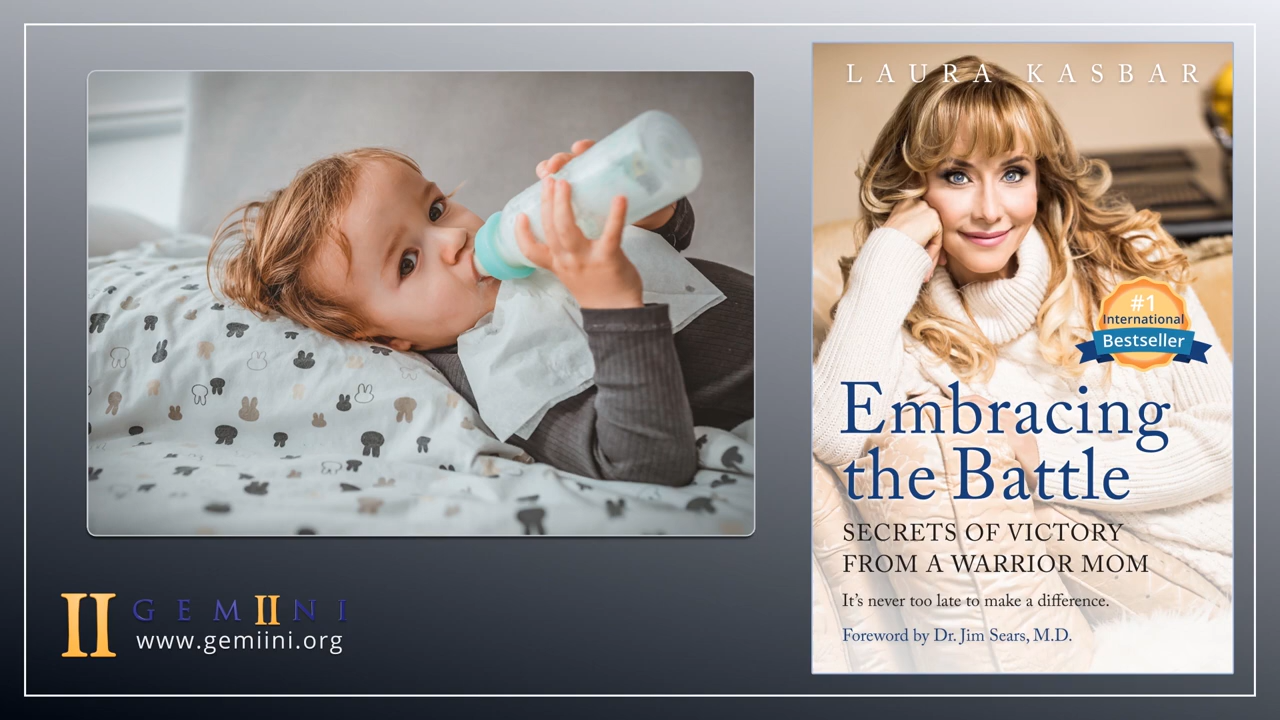 LAURA KASBAR
#1
International
Bestseller
Embracing
the Battle
SECRETS OF VICTORY
FROM A WARRIOR MOM
It's never too late to make a difference.
Foreword by Dr. Jim Sears, M.D.
II GEMIINI
www.gemiini.org